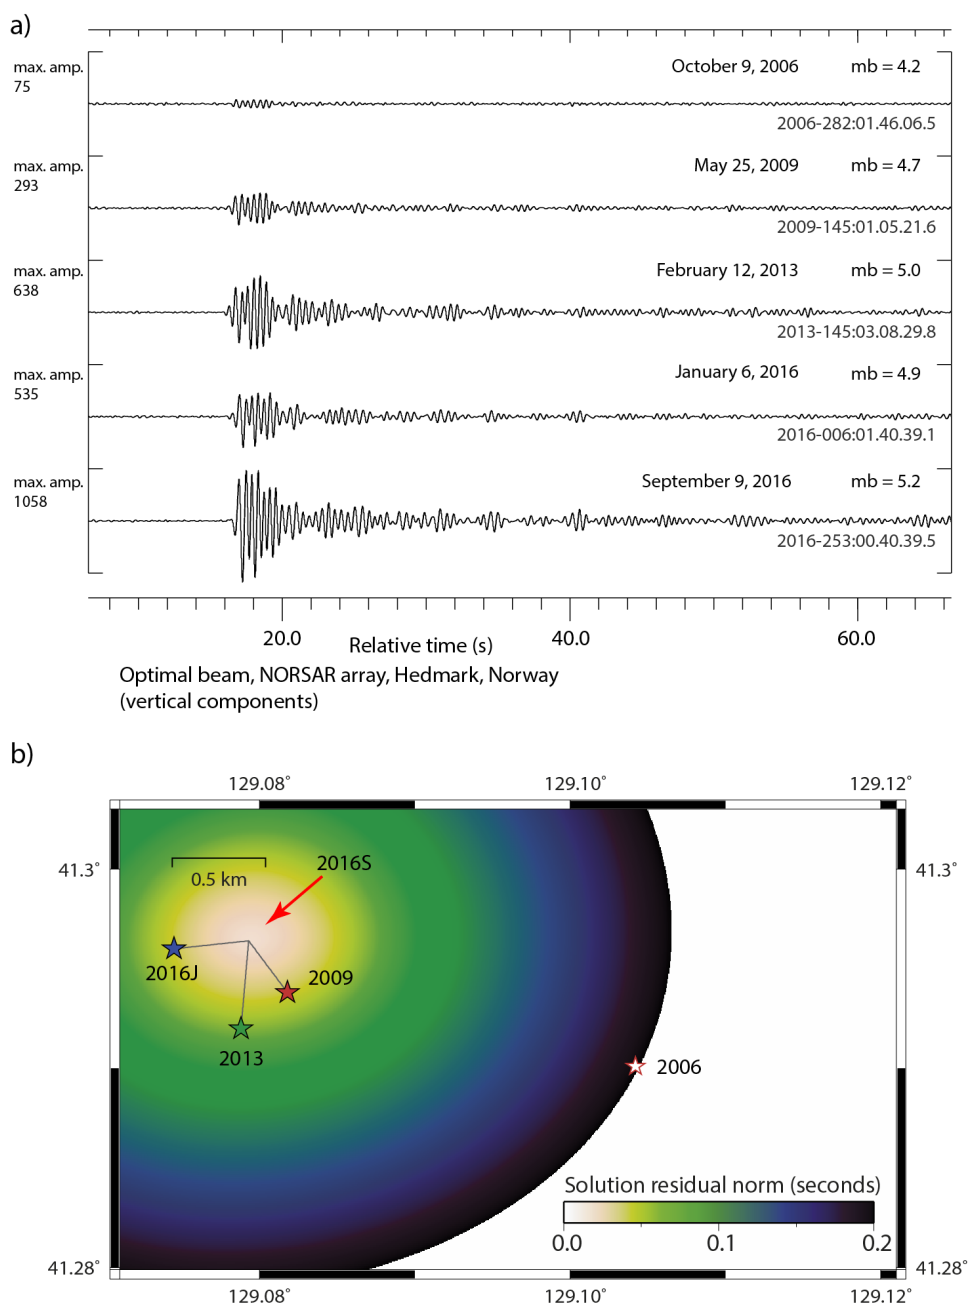 a)
max. amp.
75
October 9, 2006 mb = 4.2
2006-282:01.46.06.5
max. amp.
293
May 25, 2009 mb = 4.7
2009-145:01.05.21.6
max. amp.
638
February 12, 2013 mb = 5.0
2013-145:03.08.29.8
max. amp.
535
January 6, 2016 mb = 4.9
2016-006:01.40.39.1
max. amp.
1058
September 9, 2016 mb = 5.2
2016-253:00.40.39.5
20.0 40.0 60.0
Relative time (s)
Optimal beam, NORSAR array, Hedmark, Norway
(vertical components)
b)
129.08° 129.10° 129.12°
41.3° 41.3°
0.5 km
2016S
2016J
2009
2013
2006
Solution residual norm (seconds)
0.0 0.1 0.2
41.28° 41.28°
129.08° 129.10° 129.12°